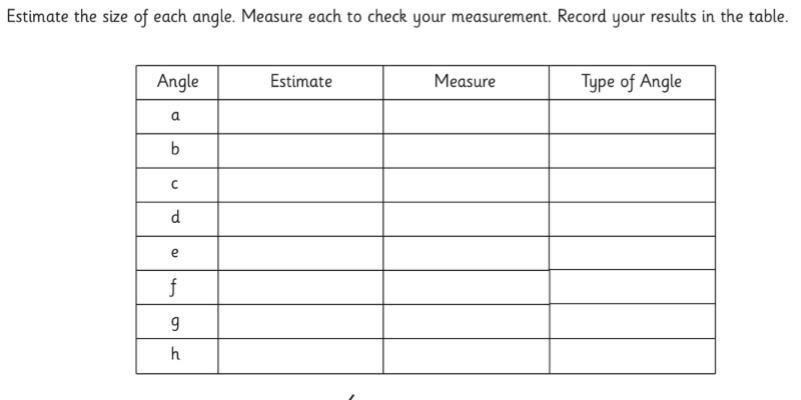 Estimate the size of each angle. Measure each to check your measurement. Record your results in the table.
Angle Estimate Measure Type of Angle
a
b
c
d
e
f
g
h